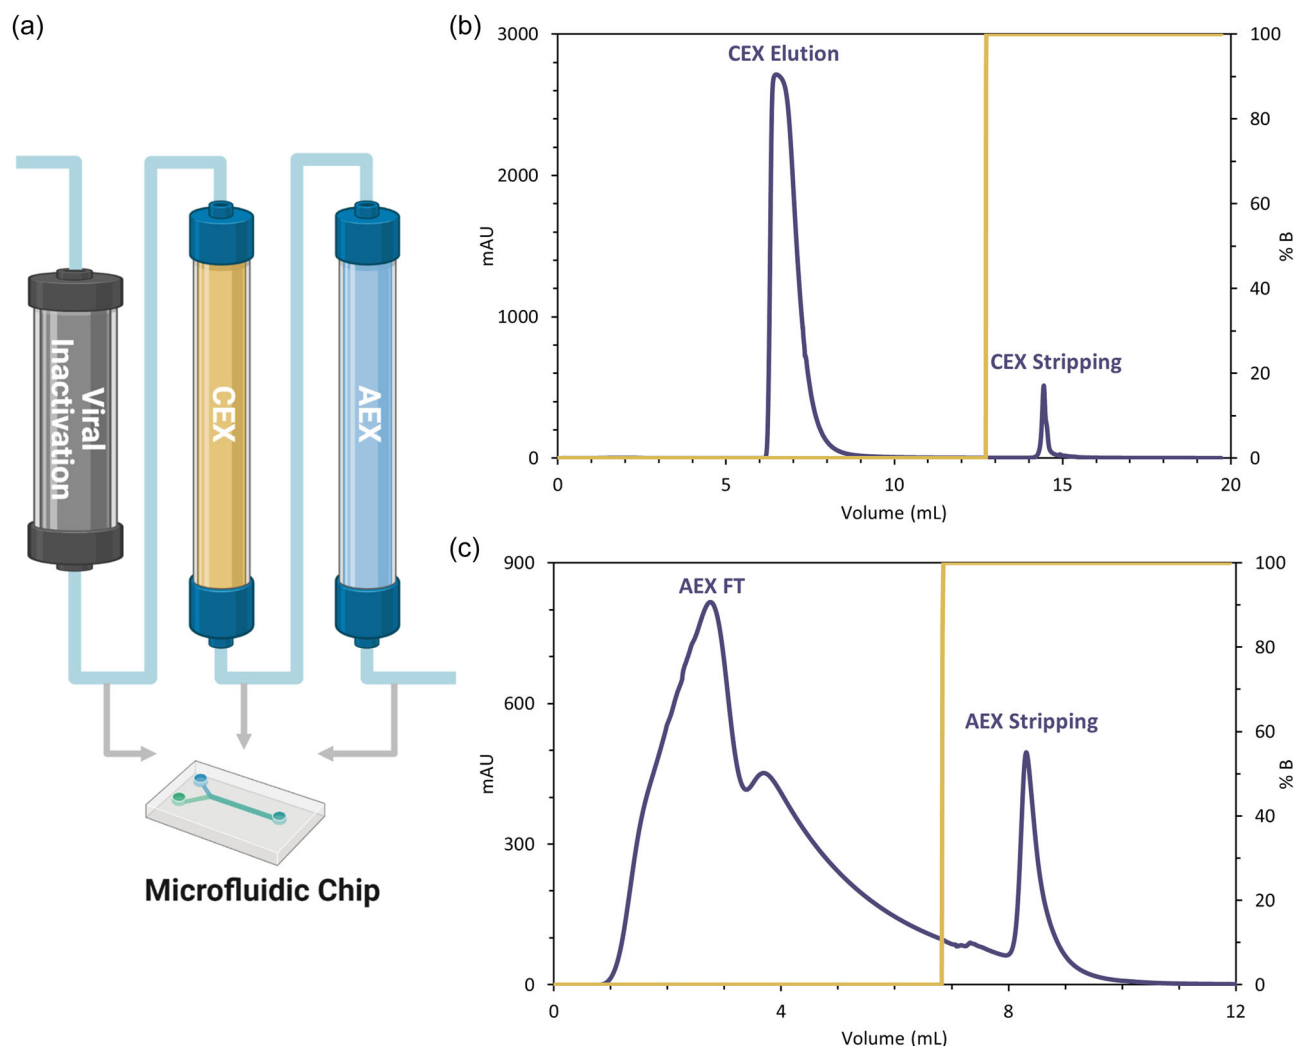 (a)
Viral
Inactivation
CEX
AEX
Microfluidic Chip
(b)
3000
2000
1000
0
mAU
CEX Elution
CEX Stripping
100
80
60
40
20
0
% B
0
5
10
15
20
Volume (mL)
(c)
900
600
300
0
mAU
AEX FT
AEX Stripping
100
80
60
40
20
0
% B
0
4
8
12
Volume (mL)